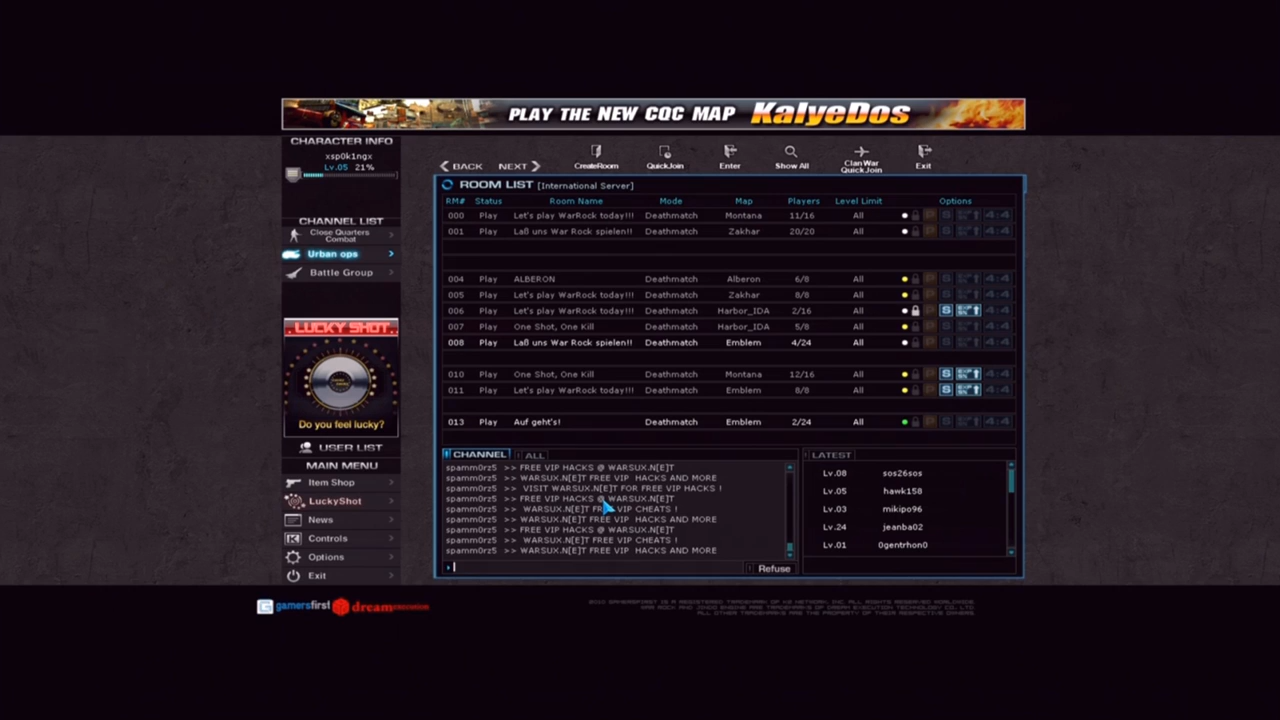 PLAY THE NEW CQC MAP KalyeDos
CHARACTER INFO
xsp0k1ngx
Lv.05 21%
CHANNEL LIST
Close Quarters Combat
Urban ops
Battle Group
LUCKY SHOT
Do you feel lucky?
USER LIST
MAIN MENU
Item Shop
LuckyShot
News
Controls
Options
Exit
BACK NEXT CreateRoom QuickJoin Enter Show All ClanWar QuickJoin Exit
ROOM LIST [International Server]
RM# Status Room Name Mode Map Players Level Limit Options
000 Play Let's play WarRock today!!! Deathmatch Montana 11/16 All
001 Play Laß uns War Rock spielen!! Deathmatch Zakhar 20/20 All
004 Play ALBERON Deathmatch Alberon 6/8 All
005 Play Let's play WarRock today!!! Deathmatch Zakhar 8/8 All
006 Play Let's play WarRock today!!! Deathmatch Harbor_IDA 2/16 All
007 Play One Shot, One Kill Deathmatch Harbor_IDA 5/8 All
008 Play Laß uns War Rock spielen!! Deathmatch Emblem 4/24 All
010 Play One Shot, One Kill Deathmatch Montana 12/16 All
011 Play Let's play WarRock today!!! Deathmatch Emblem 8/8 All
013 Play Auf geht's! Deathmatch Emblem 2/24 All
CHANNEL ALL
spamm0rz5 >> FREE VIP HACKS @ WARSUX.N[E]T
spamm0rz5 >> WARSUX.N[E]T FREE VIP HACKS AND MORE
spamm0rz5 >> VISIT WARSUX.N[E]T FOR FREE VIP HACKS !
spamm0rz5 >> FREE VIP HACKS @ WARSUX.N[E]T
spamm0rz5 >> WARSUX.N[E]T FREE VIP CHEATS !
spamm0rz5 >> WARSUX.N[E]T FREE VIP HACKS AND MORE
spamm0rz5 >> FREE VIP HACKS @ WARSUX.N[E]T
spamm0rz5 >> WARSUX.N[E]T FREE VIP CHEATS !
spamm0rz5 >> WARSUX.N[E]T FREE VIP HACKS AND MORE
Refuse
LATEST
Lv.08 sos26sos
Lv.05 hawk158
Lv.03 mikipo96
Lv.24 jeanba02
Lv.01 0gentrhon0
gamersfirst dream